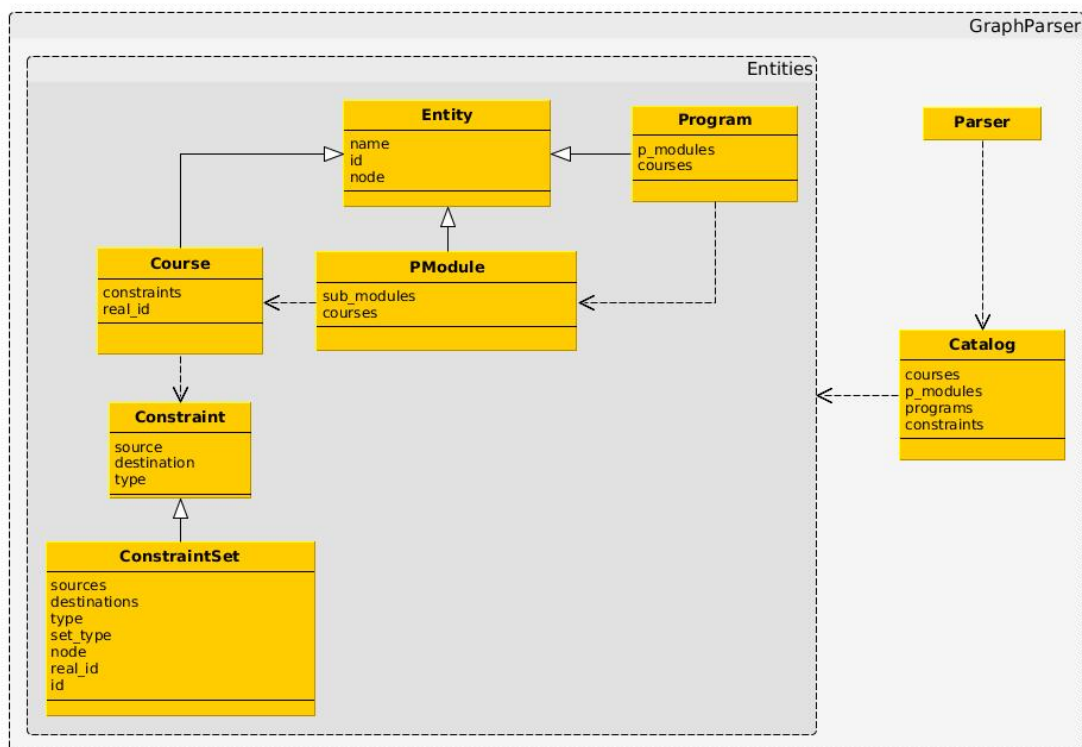 GraphParser
Entities
Entity
name
id
node
Program
p_modules
courses
Parser
Course
constraints
real_id
PModule
sub_modules
courses
Catalog
courses
p_modules
programs
constraints
Constraint
source
destination
type
ConstraintSet
sources
destinations
type
set_type
node
real_id
id